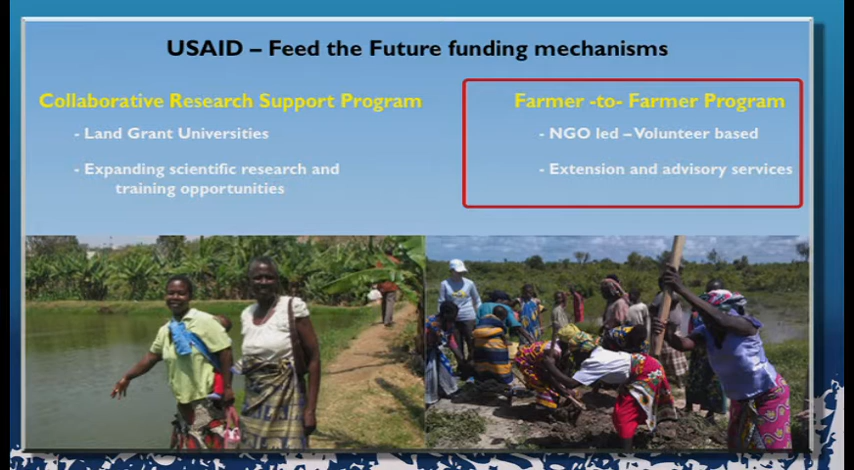 USAID – Feed the Future funding mechanisms
Collaborative Research Support Program
- Land Grant Universities
- Expanding scientific research and
training opportunities
Farmer -to- Farmer Program
- NGO led – Volunteer based
- Extension and advisory services